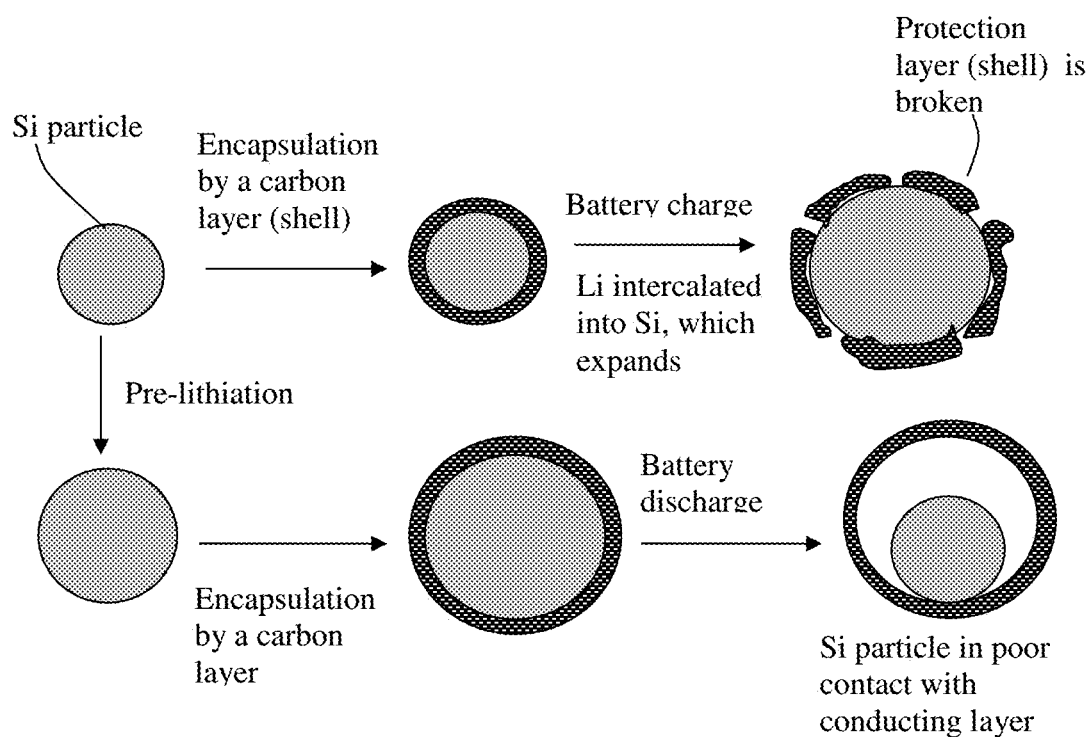 Protection
layer (shell) is
broken
Si particle
Encapsulation
by a carbon
layer (shell)
Battery charge
Li intercalated
into Si, which
expands
Pre-lithiation
Battery
discharge
Encapsulation
by a carbon
layer
Si particle in poor
contact with
conducting layer